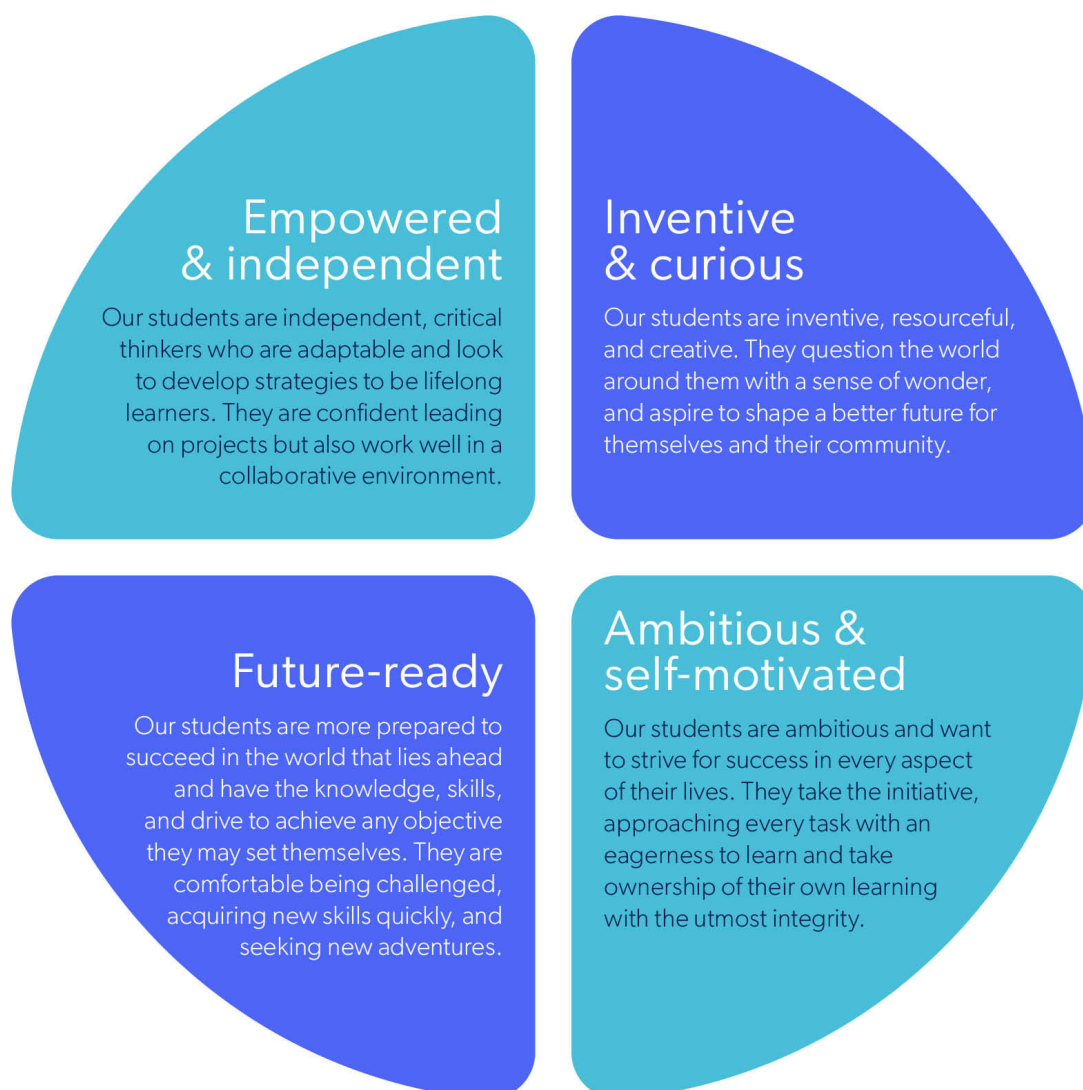 Empowered
& independent
Our students are independent, critical
thinkers who are adaptable and look
to develop strategies to be lifelong
learners. They are confident leading
on projects but also work well in a
collaborative environment.
Inventive
& curious
Our students are inventive, resourceful,
and creative. They question the world
around them with a sense of wonder,
and aspire to shape a better future for
themselves and their community.
Future-ready
Our students are more prepared to
succeed in the world that lies ahead
and have the knowledge, skills,
and drive to achieve any objective
they may set themselves. They are
comfortable being challenged,
acquiring new skills quickly, and
seeking new adventures.
Ambitious &
self-motivated
Our students are ambitious and want
to strive for success in every aspect
of their lives. They take the initiative,
approaching every task with an
eagerness to learn and take
ownership of their own learning
with the utmost integrity.